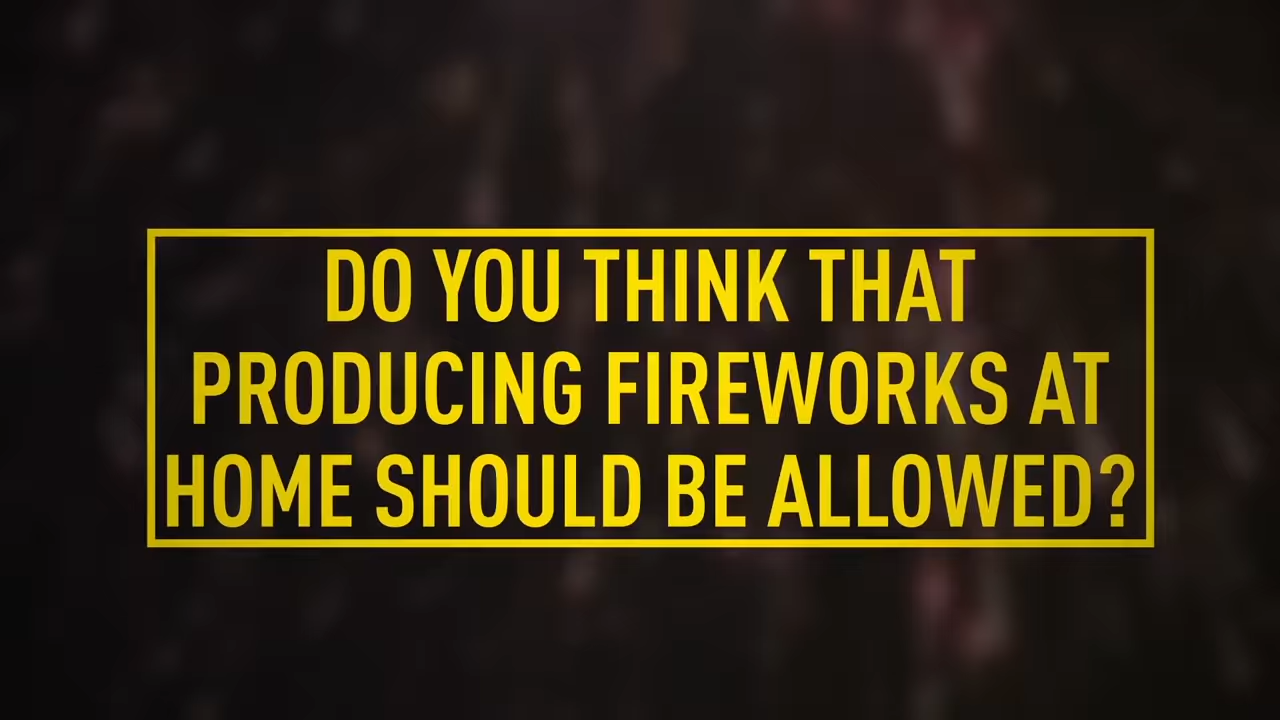 DO YOU THINK THAT
PRODUCING FIREWORKS AT
HOME SHOULD BE ALLOWED?